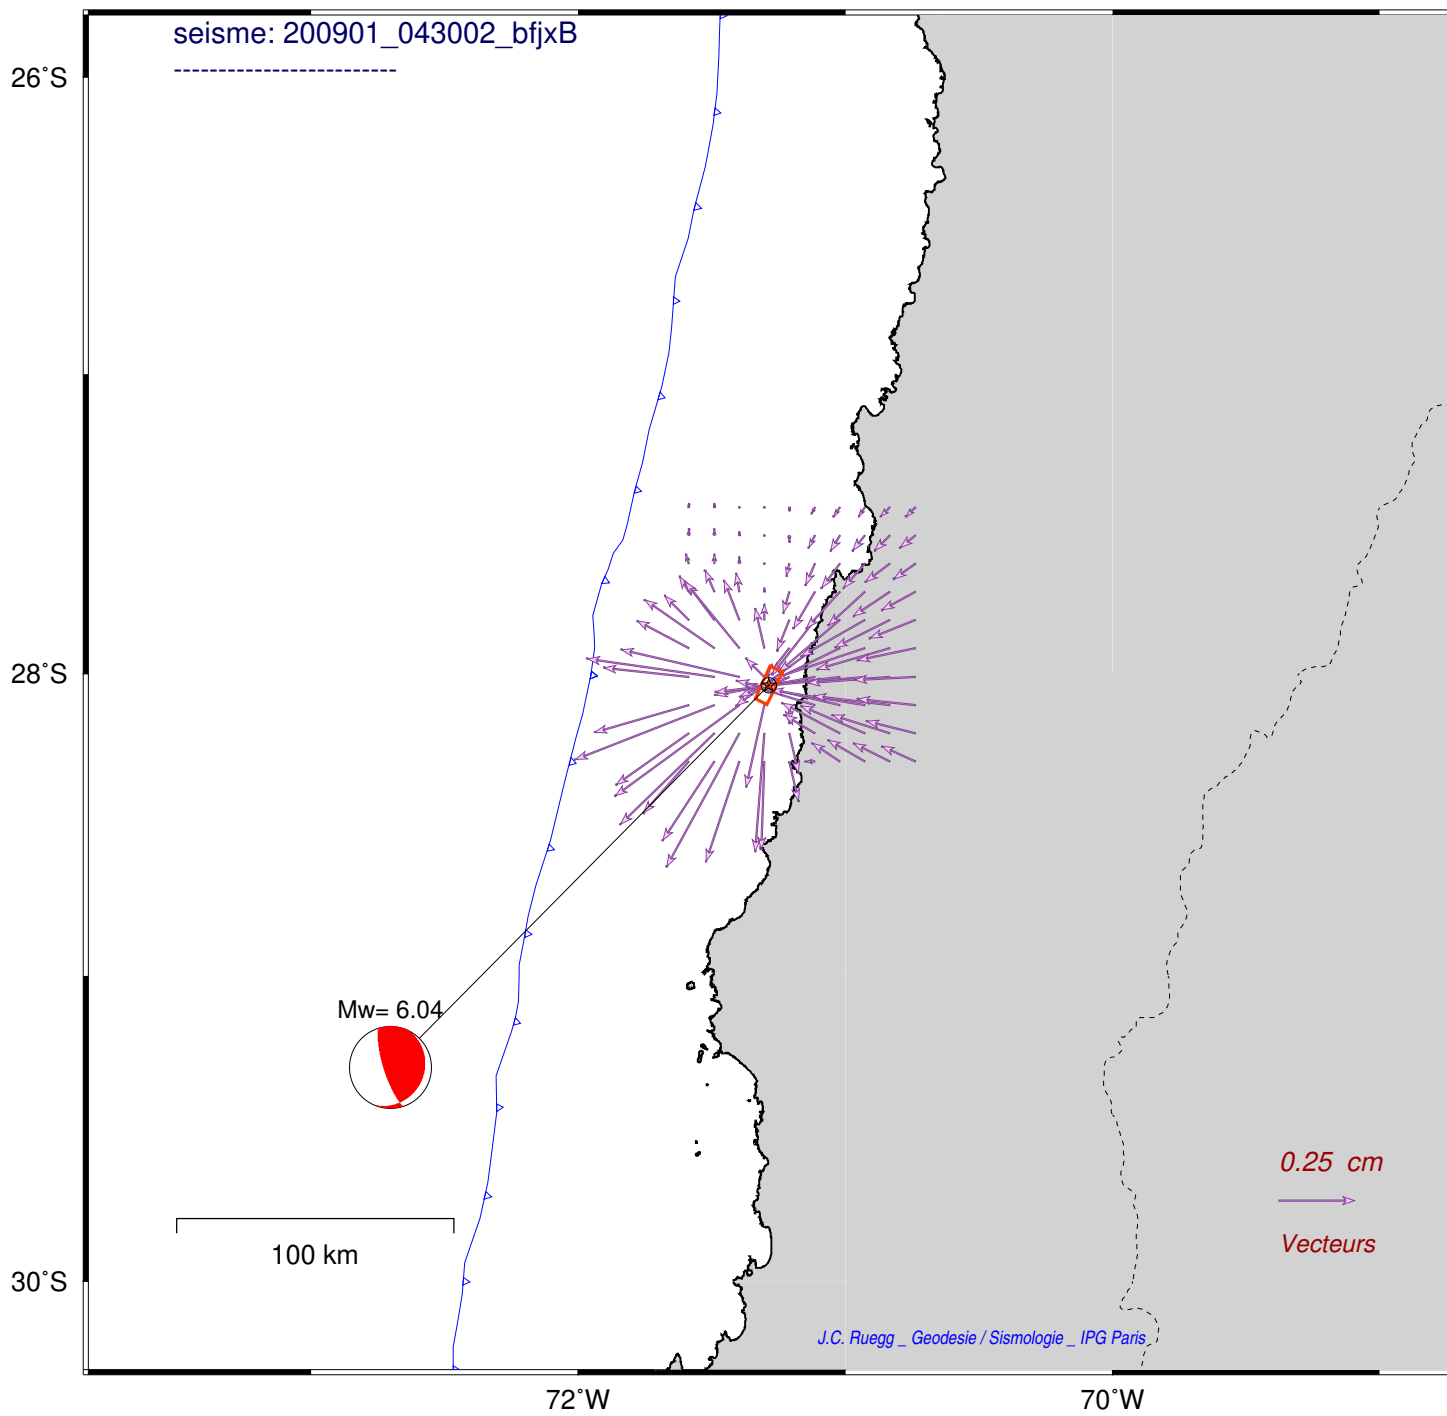 seisme: 200901_043002_bfjxB
-------------------------
26˚S
28˚S
Mw= 6.04
0.25 cm
Vecteurs
100 km
30˚S
J.C. Ruegg _ Geodesie / Sismologie _ IPG Paris
72˚W
70˚W